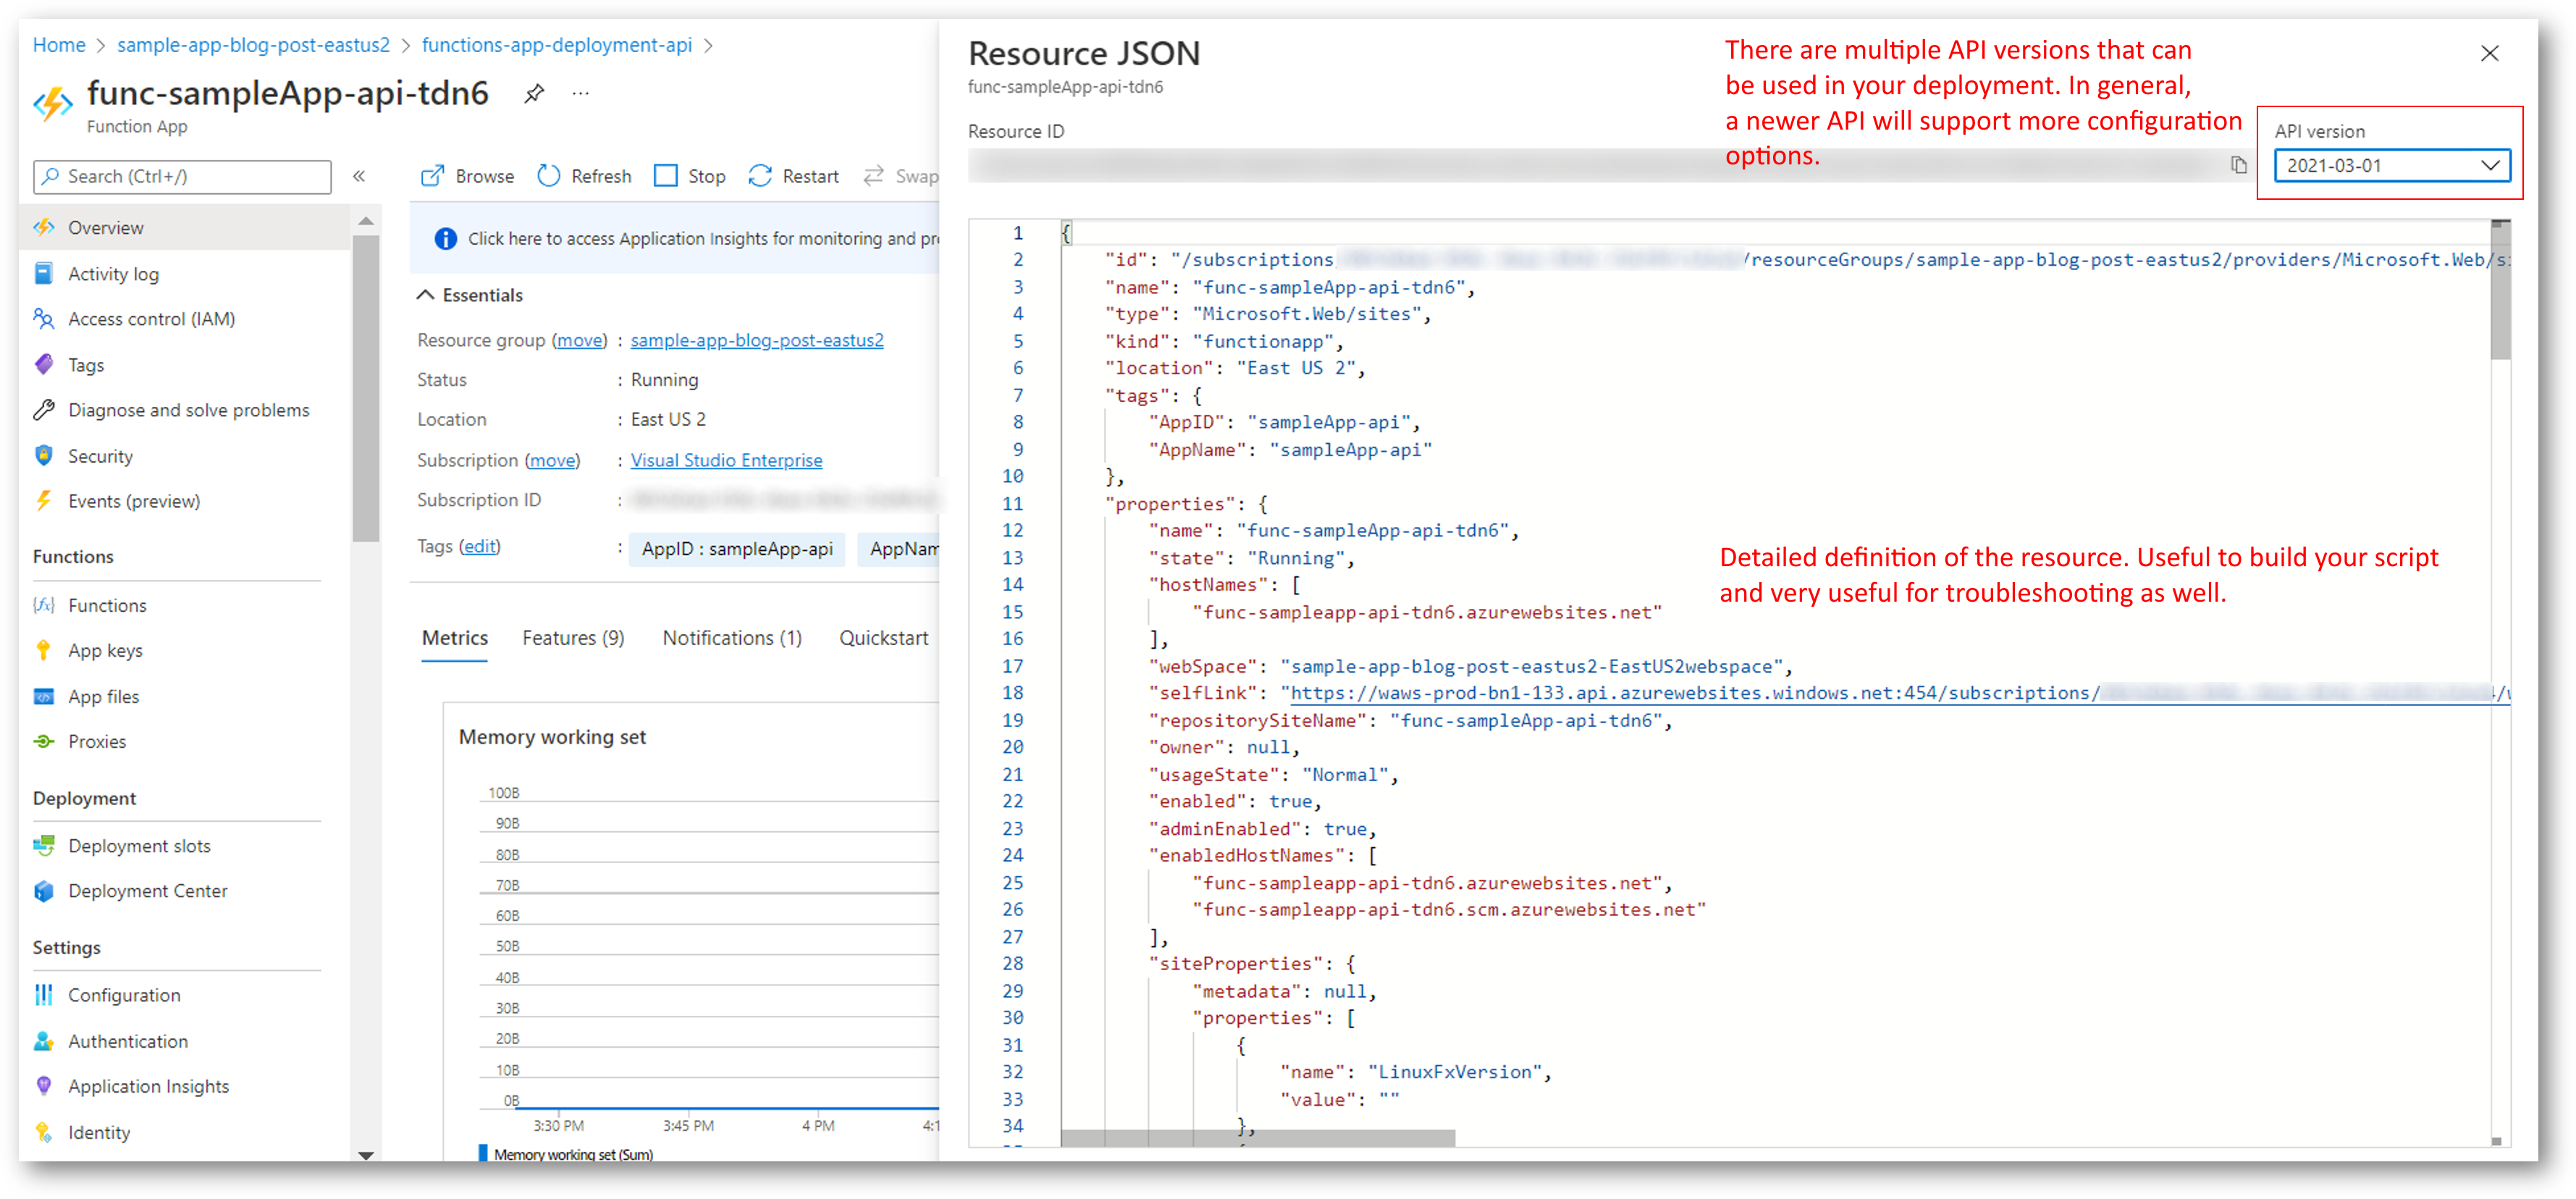 Home > sample-app-blog-post-eastus2 > functions-app-deployment-api >
func-sampleApp-api-tdn6 ...
Function App
Search (Ctrl+/) «
Overview
Activity log
Access control (IAM)
Tags
Diagnose and solve problems
Security
Events (preview)
Functions
Functions
App keys
App files
Proxies
Deployment
Deployment slots
Deployment Center
Settings
Configuration
Authentication
Application Insights
Identity
Browse Refresh Stop Restart Swap
Click here to access Application Insights for monitoring and pr
Essentials
Resource group (move) : sample-app-blog-post-eastus2
Status : Running
Location : East US 2
Subscription (move) : Visual Studio Enterprise
Subscription ID :
Tags (edit) : AppID : sampleApp-api AppNam
Metrics Features (9) Notifications (1) Quickstart
Memory working set
100B
90B
80B
70B
60B
50B
40B
30B
20B
10B
0B
3:30 PM 3:45 PM 4 PM 4:1
Memory working set (Sum)
Resource JSON
func-sampleApp-api-tdn6
Resource ID
There are multiple API versions that can
be used in your deployment. In general,
a newer API will support more configuration
options.
API version
2021-03-01
1 {
2 "id": "/subscriptions /resourceGroups/sample-app-blog-post-eastus2/providers/Microsoft.Web/s
3 "name": "func-sampleApp-api-tdn6",
4 "type": "Microsoft.Web/sites",
5 "kind": "functionapp",
6 "location": "East US 2",
7 "tags": {
8 "AppID": "sampleApp-api",
9 "AppName": "sampleApp-api"
10 },
11 "properties": {
12 "name": "func-sampleApp-api-tdn6",
13 "state": "Running",
14 "hostNames": [
15 "func-sampleapp-api-tdn6.azurewebsites.net"
16 ],
17 "webSpace": "sample-app-blog-post-eastus2-EastUS2webspace",
18 "selfLink": "https://waws-prod-bn1-133.api.azurewebsites.windows.net:454/subscriptions/ 4/w
19 "repositorySiteName": "func-sampleApp-api-tdn6",
20 "owner": null,
21 "usageState": "Normal",
22 "enabled": true,
23 "adminEnabled": true,
24 "enabledHostNames": [
25 "func-sampleapp-api-tdn6.azurewebsites.net",
26 "func-sampleapp-api-tdn6.scm.azurewebsites.net"
27 ],
28 "siteProperties": {
29 "metadata": null,
30 "properties": [
31 {
32 "name": "LinuxFxVersion",
33 "value": ""
34 },
Detailed definition of the resource. Useful to build your script
and very useful for troubleshooting as well.